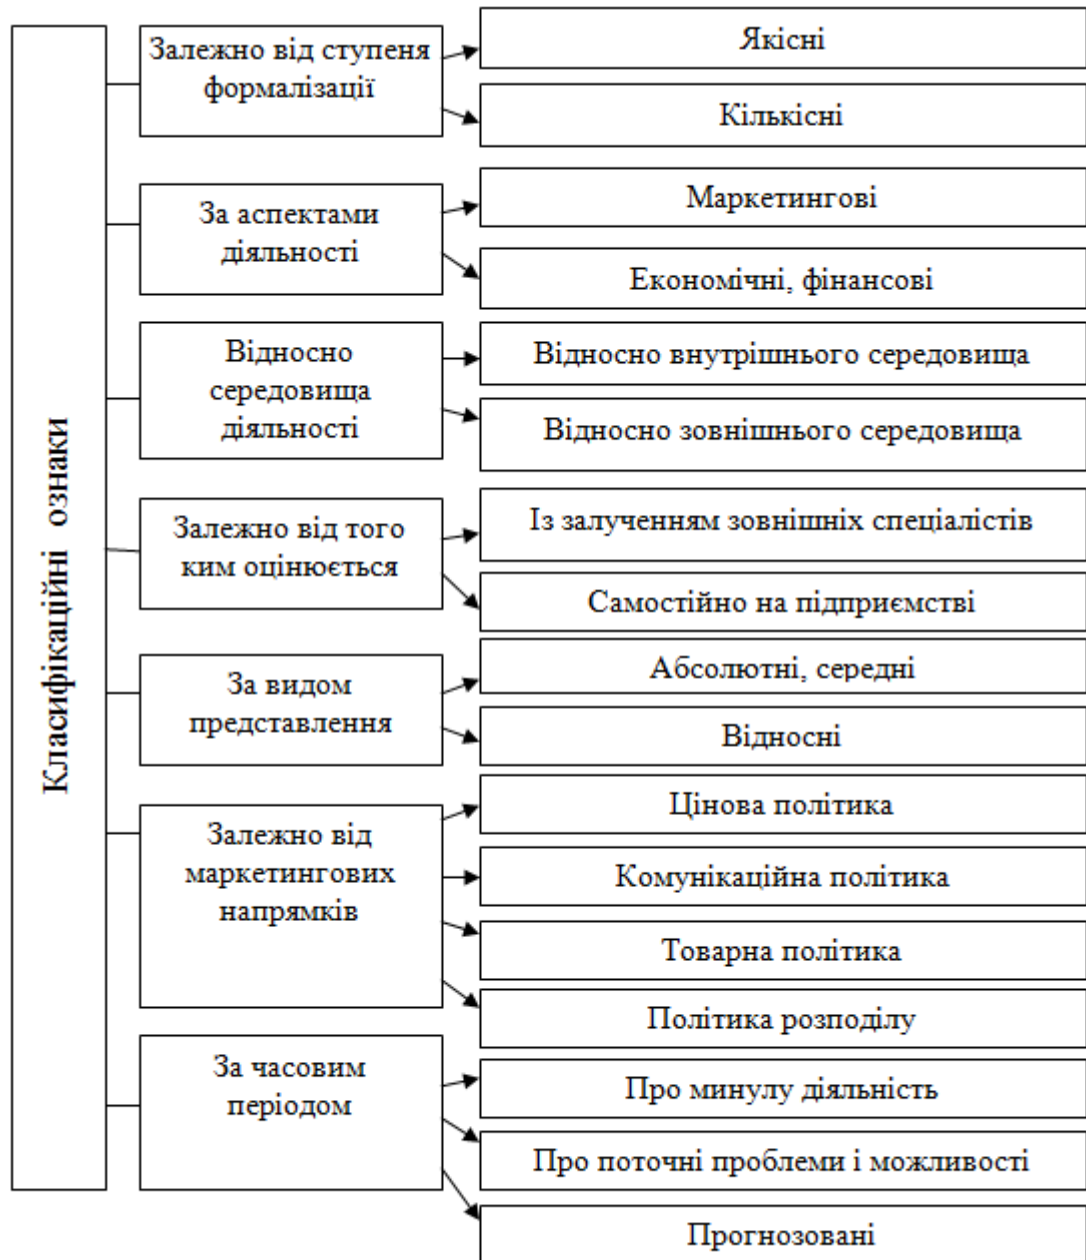 Класифікаційні ознаки
Залежно від ступеня
формалізації
Якісні
Кількісні
За аспектами
діяльності
Маркетингові
Економічні, фінансові
Відносно
середовища
діяльності
Відносно внутрішнього середовища
Відносно зовнішнього середовища
Залежно від того
ким оцінюється
Із залученням зовнішніх спеціалістів
Самостійно на підприємстві
За видом
представлення
Абсолютні, середні
Відносні
Залежно від
маркетингових
напрямків
Цінова політика
Комунікаційна політика
Товарна політика
Політика розподілу
За часовим
періодом
Про минулу діяльність
Про поточні проблеми і можливості
Прогнозовані